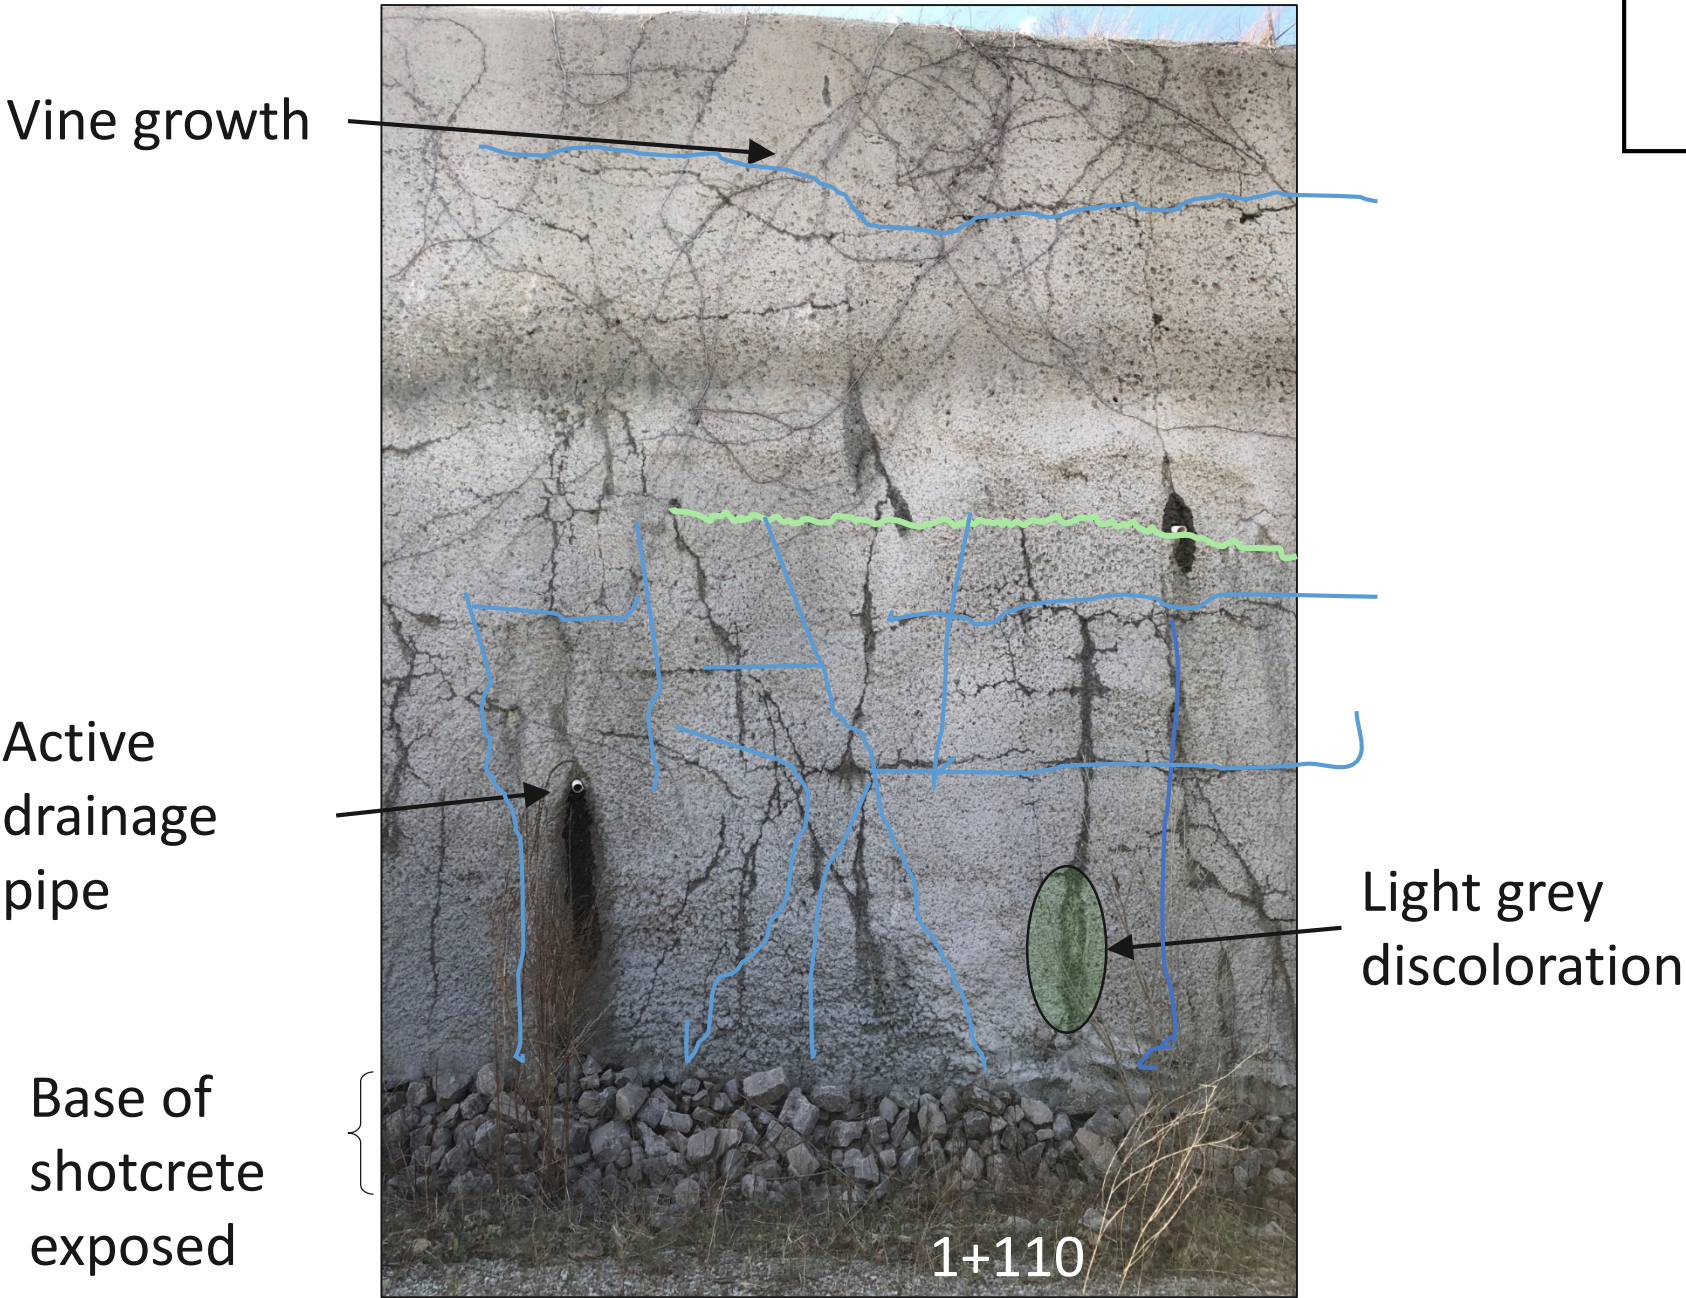 Vine growth
Active
drainage
pipe
Light grey
discoloration
Base of
shotcrete
exposed
1+110